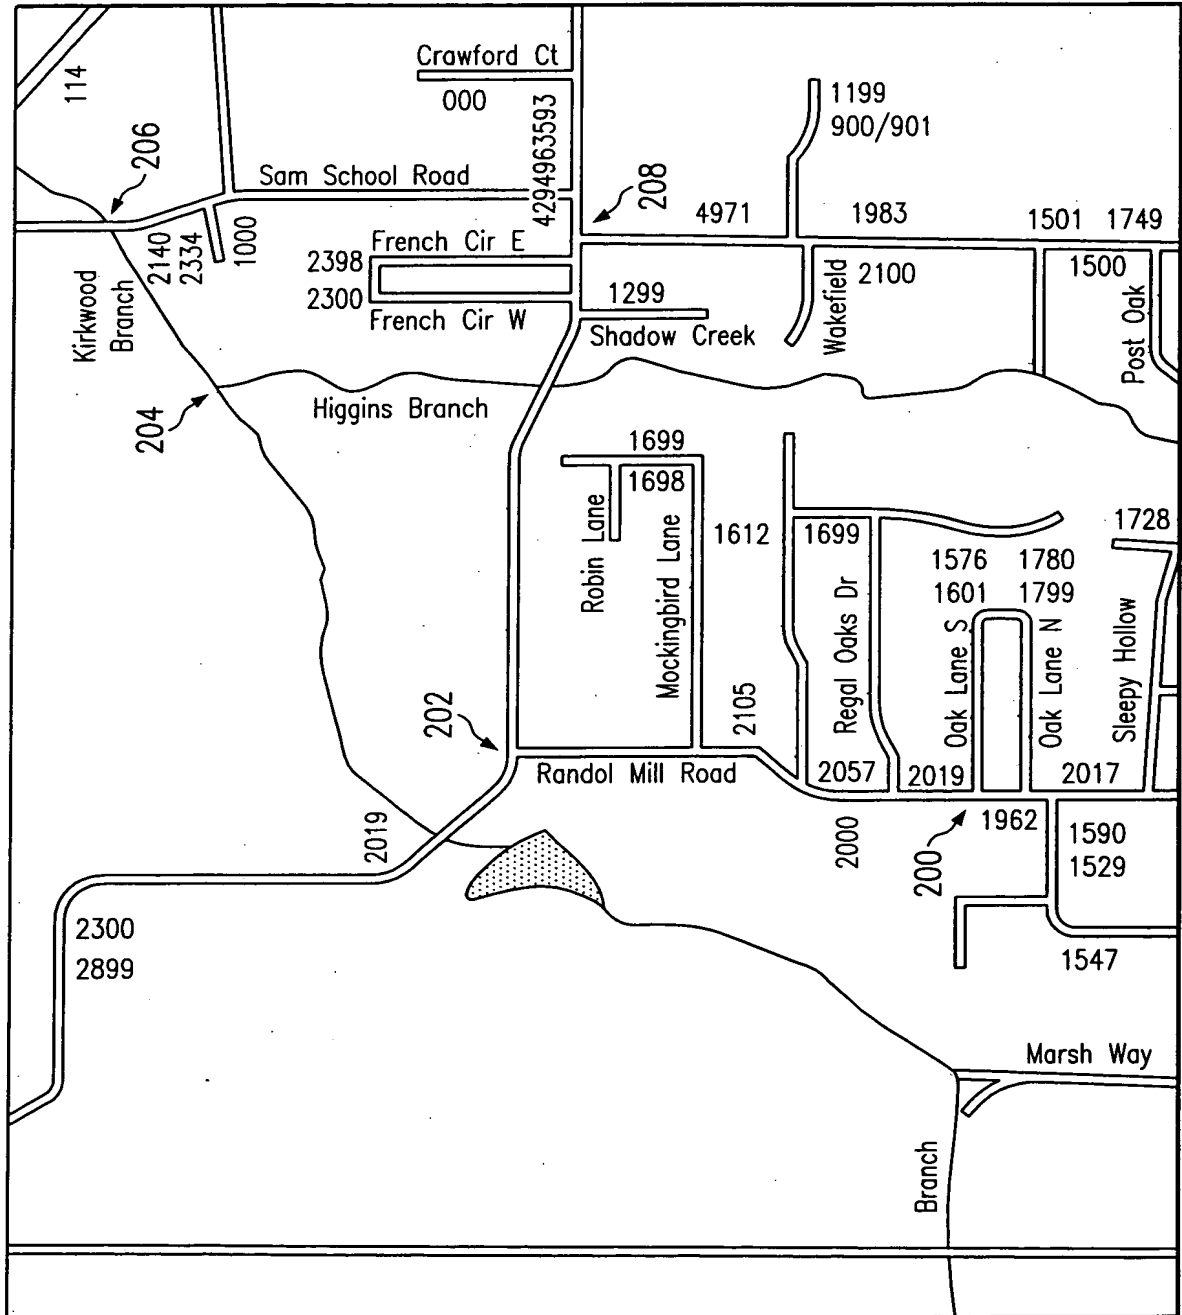 114
206
Crawford Ct
000
4294963593
1199
900/901
Sam School Road
208
4971
1983
1501
1749
2140
2334
1000
French Cir E
2398
2300
French Cir W
1299
Shadow Creek
Wakefield
2100
1500
Post Oak
Kirkwood
Branch
204
Higgins Branch
1699
1698
Robin Lane
Mockingbird Lane
1612
1699
1728
1576
1780
1601
1799
Regal Oaks Dr
Oak Lane S
Oak Lane N
Sleepy Hollow
202
2105
Randol Mill Road
2057
2019
2017
2019
2000
200
1962
1590
1529
2300
2899
1547
Marsh Way
Branch